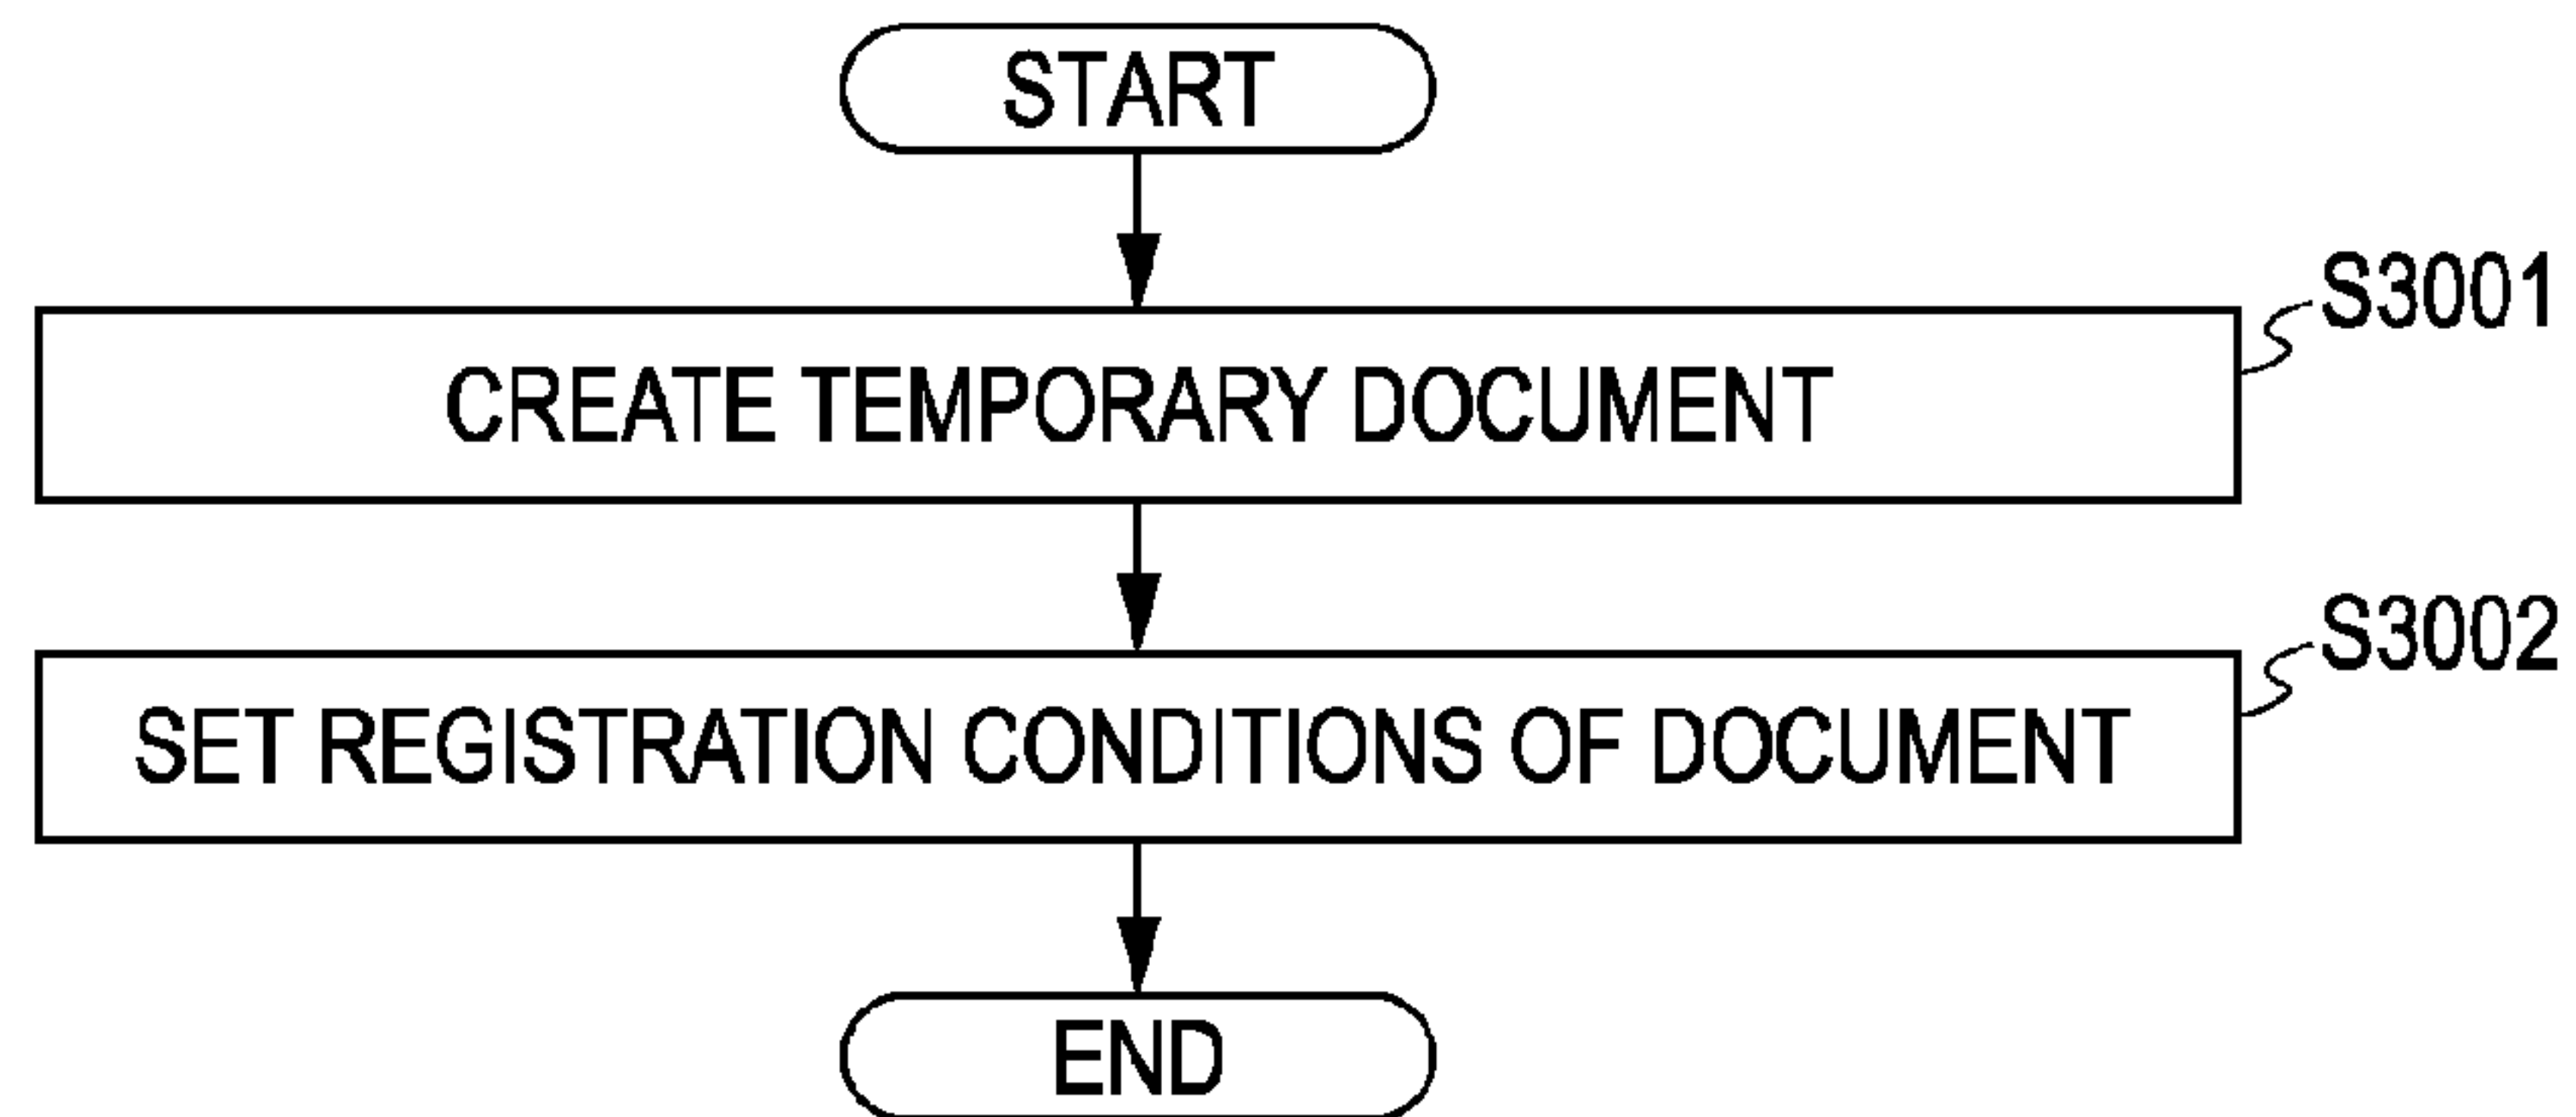 START
S3001
CREATE TEMPORARY DOCUMENT
S3002
SET REGISTRATION CONDITIONS OF DOCUMENT
END